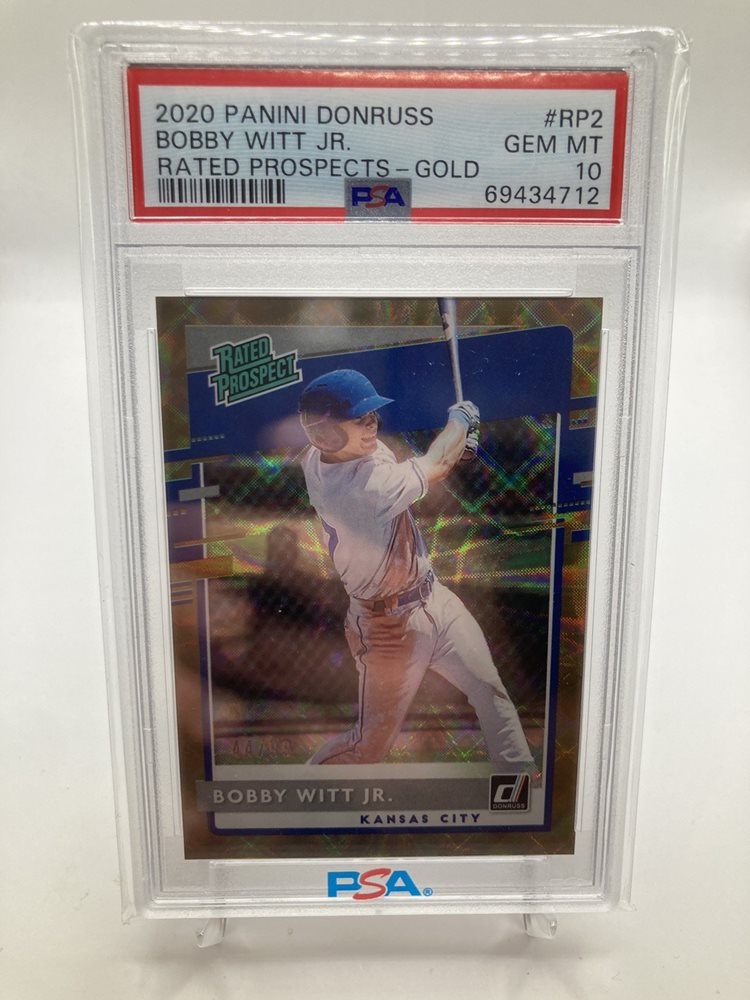 2020 PANINI DONRUSS #RP2
BOBBY WITT JR. GEM MT
RATED PROSPECTS-GOLD 10
PSA 69434712
RATED
PROSPECT
BOBBY WITT JR.
DONRUSS
KANSAS CITY
PSA®